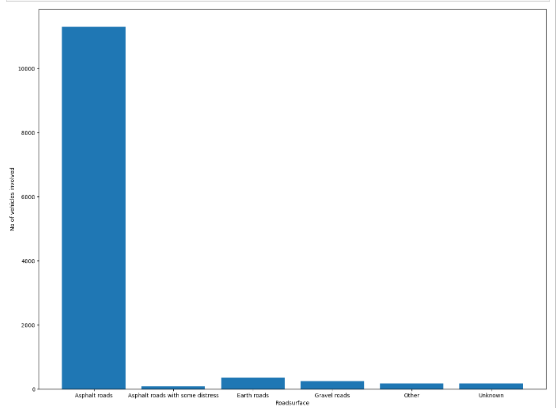 10000
8000
6000
4000
2000
0
No of vehicles involved
Asphalt roads Asphalt roads with some distress Earth roads Gravel roads Other Unknown
Roadsurface